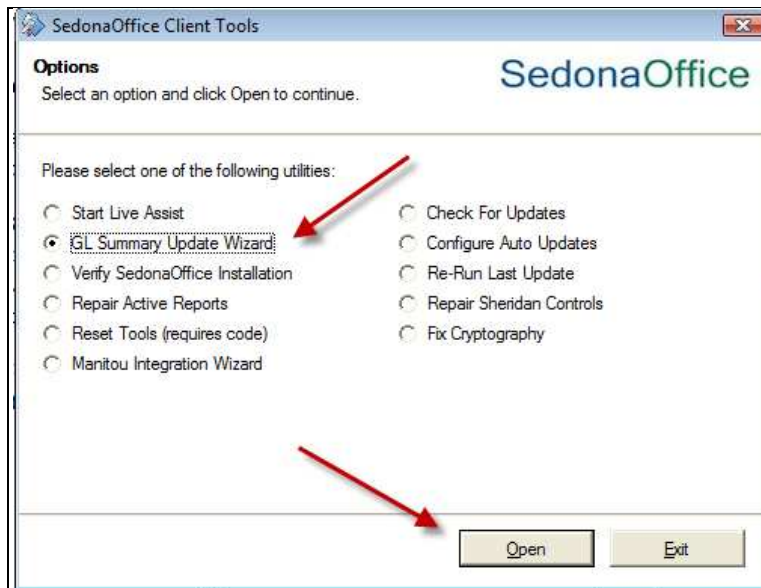 SedonaOffice Client Tools
Options
Select an option and click Open to continue.
SedonaOffice
Please select one of the following utilities:
Start Live Assist
GL Summary Update Wizard
Verify SedonaOffice Installation
Repair Active Reports
Reset Tools (requires code)
Manitou Integration Wizard
Check For Updates
Configure Auto Updates
Re-Run Last Update
Repair Sheridan Controls
Fix Cryptography
Open
Exit